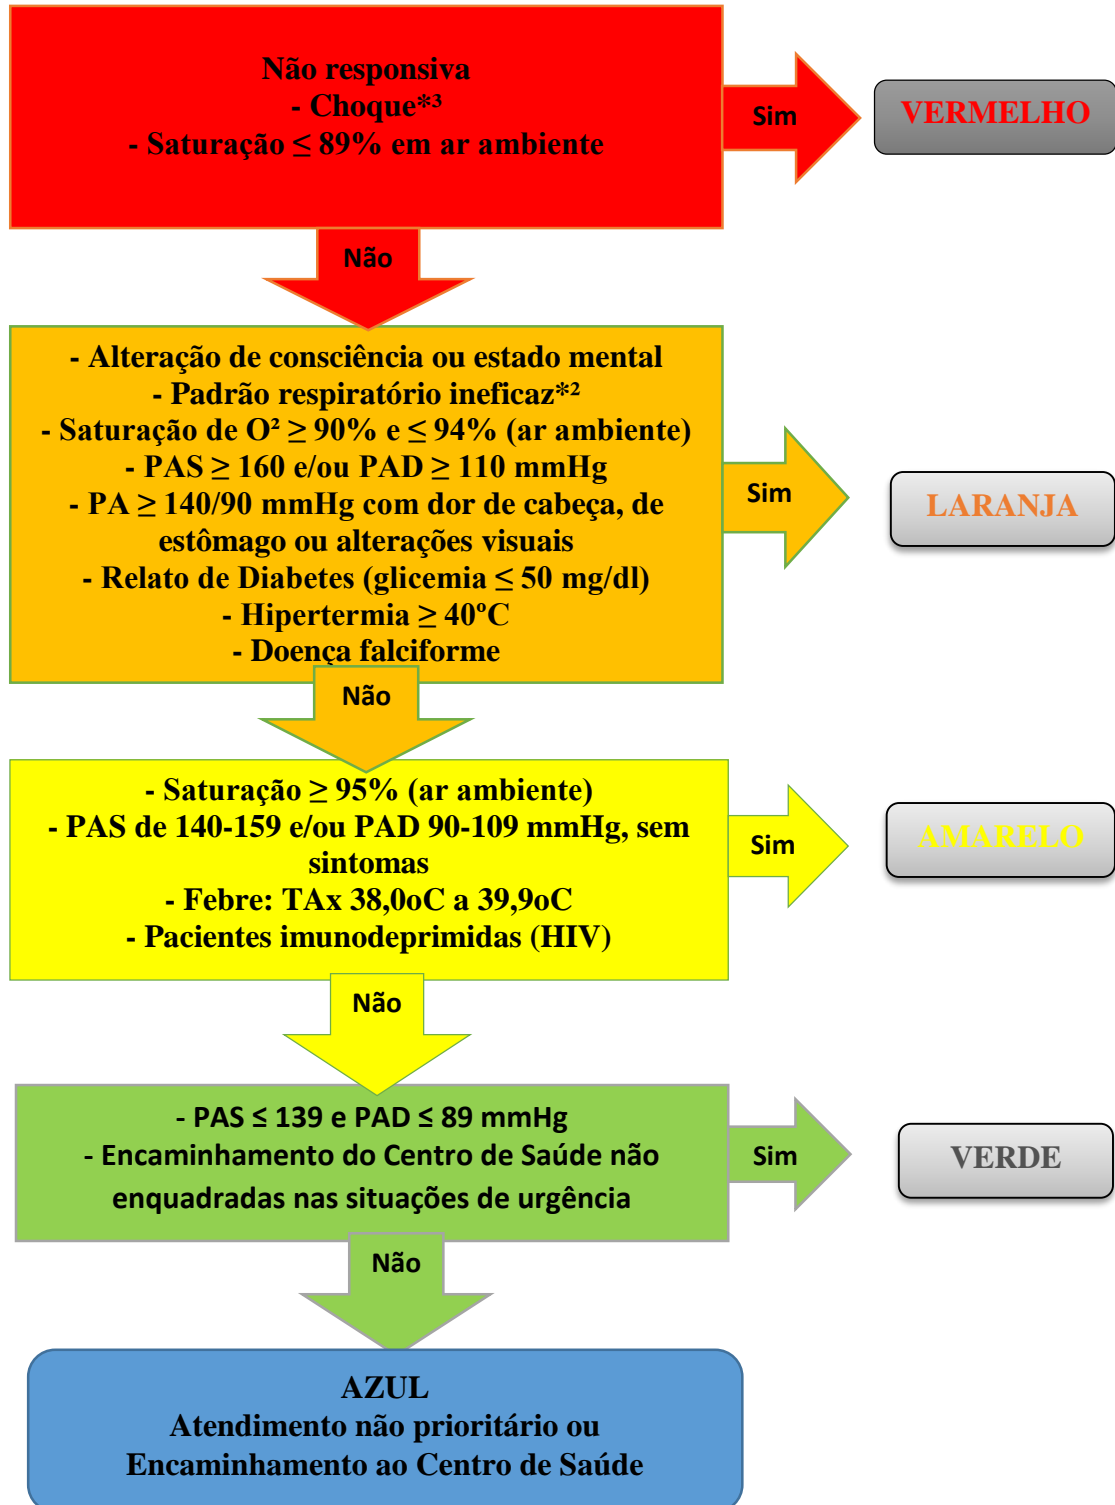 Não responsiva
- Choque*³
- Saturação ≤ 89% em ar ambiente
Sim
VERMELHO
Não
- Alteração de consciência ou estado mental
- Padrão respiratório ineficaz*²
- Saturação de O² ≥ 90% e ≤ 94% (ar ambiente)
- PAS ≥ 160 e/ou PAD ≥ 110 mmHg
- PA ≥ 140/90 mmHg com dor de cabeça, de
estômago ou alterações visuais
- Relato de Diabetes (glicemia ≤ 50 mg/dl)
- Hipertermia ≥ 40ºC
- Doença falciforme
Sim
LARANJA
Não
- Saturação ≥ 95% (ar ambiente)
- PAS de 140-159 e/ou PAD 90-109 mmHg, sem
sintomas
- Febre: TAx 38,0oC a 39,9oC
- Pacientes imunodeprimidas (HIV)
Sim
AMARELO
Não
- PAS ≤ 139 e PAD ≤ 89 mmHg
- Encaminhamento do Centro de Saúde não
enquadradas nas situações de urgência
Sim
VERDE
Não
AZUL
Atendimento não prioritário ou
Encaminhamento ao Centro de Saúde